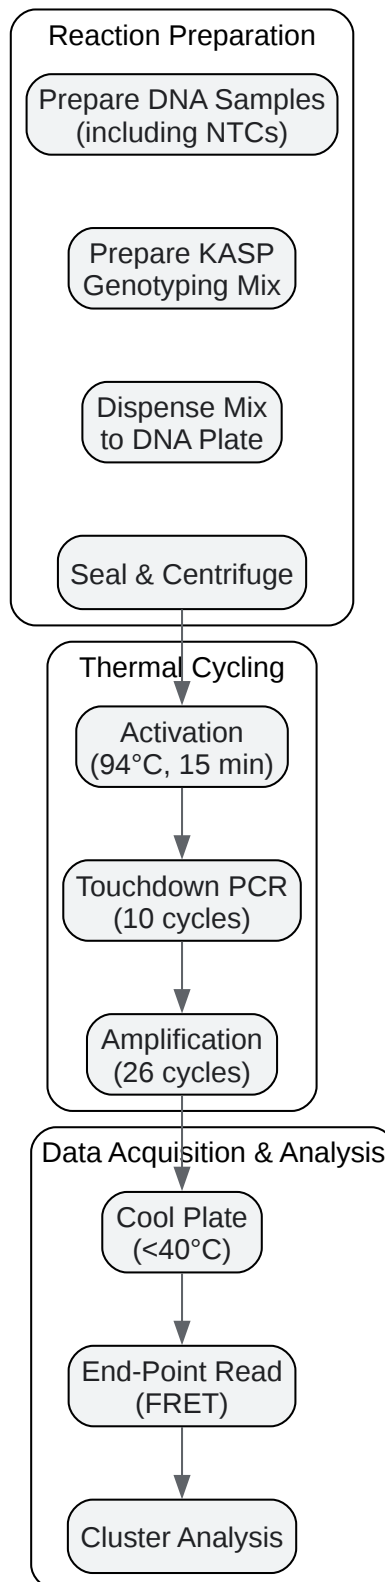 Reaction Preparation
Prepare DNA Samples
(including NTCs)
Prepare KASP
Genotyping Mix
Dispense Mix
to DNA Plate
Seal & Centrifuge
Thermal Cycling
Activation
(94°C, 15 min)
Touchdown PCR
(10 cycles)
Amplification
(26 cycles)
Data Acquisition & Analysis
Cool Plate
(<40°C)
End-Point Read
(FRET)
Cluster Analysis